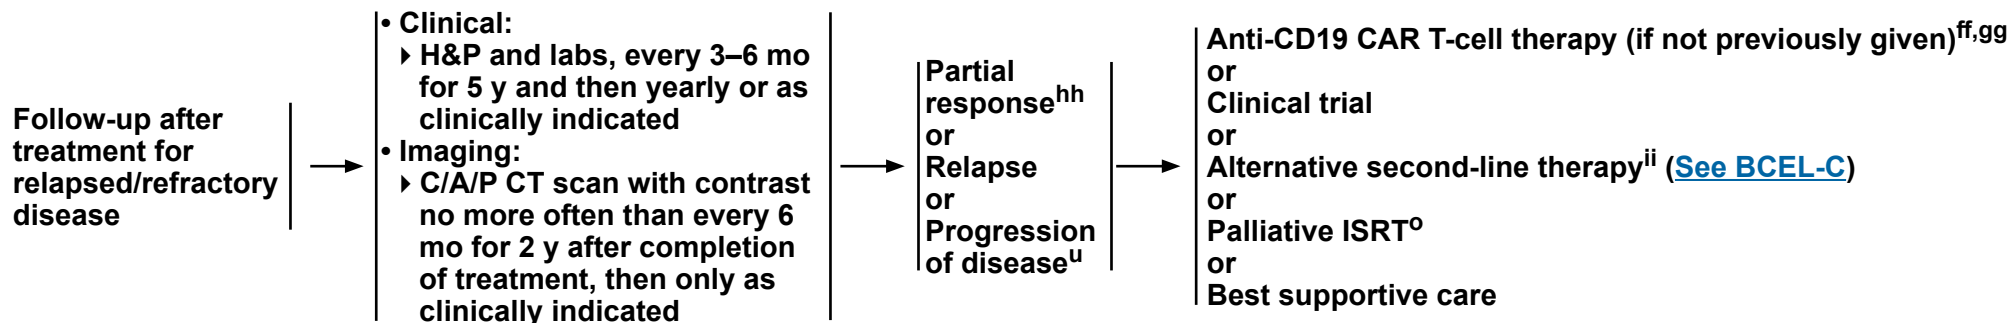 Follow-up after
treatment for
relapsed/refractory
disease
• Clinical:
‣ H&P and labs, every 3–6 mo
for 5 y and then yearly or as
clinically indicated
• Imaging:
‣ C/A/P CT scan with contrast
no more often than every 6
mo for 2 y after completion
of treatment, then only as
clinically indicated
Partial
response^hh
or
Relapse
or
Progression
of disease^u
Anti-CD19 CAR T-cell therapy (if not previously given)^ff,gg
or
Clinical trial
or
Alternative second-line therapy^ii (See BCEL-C)
or
Palliative ISRT^o
or
Best supportive care